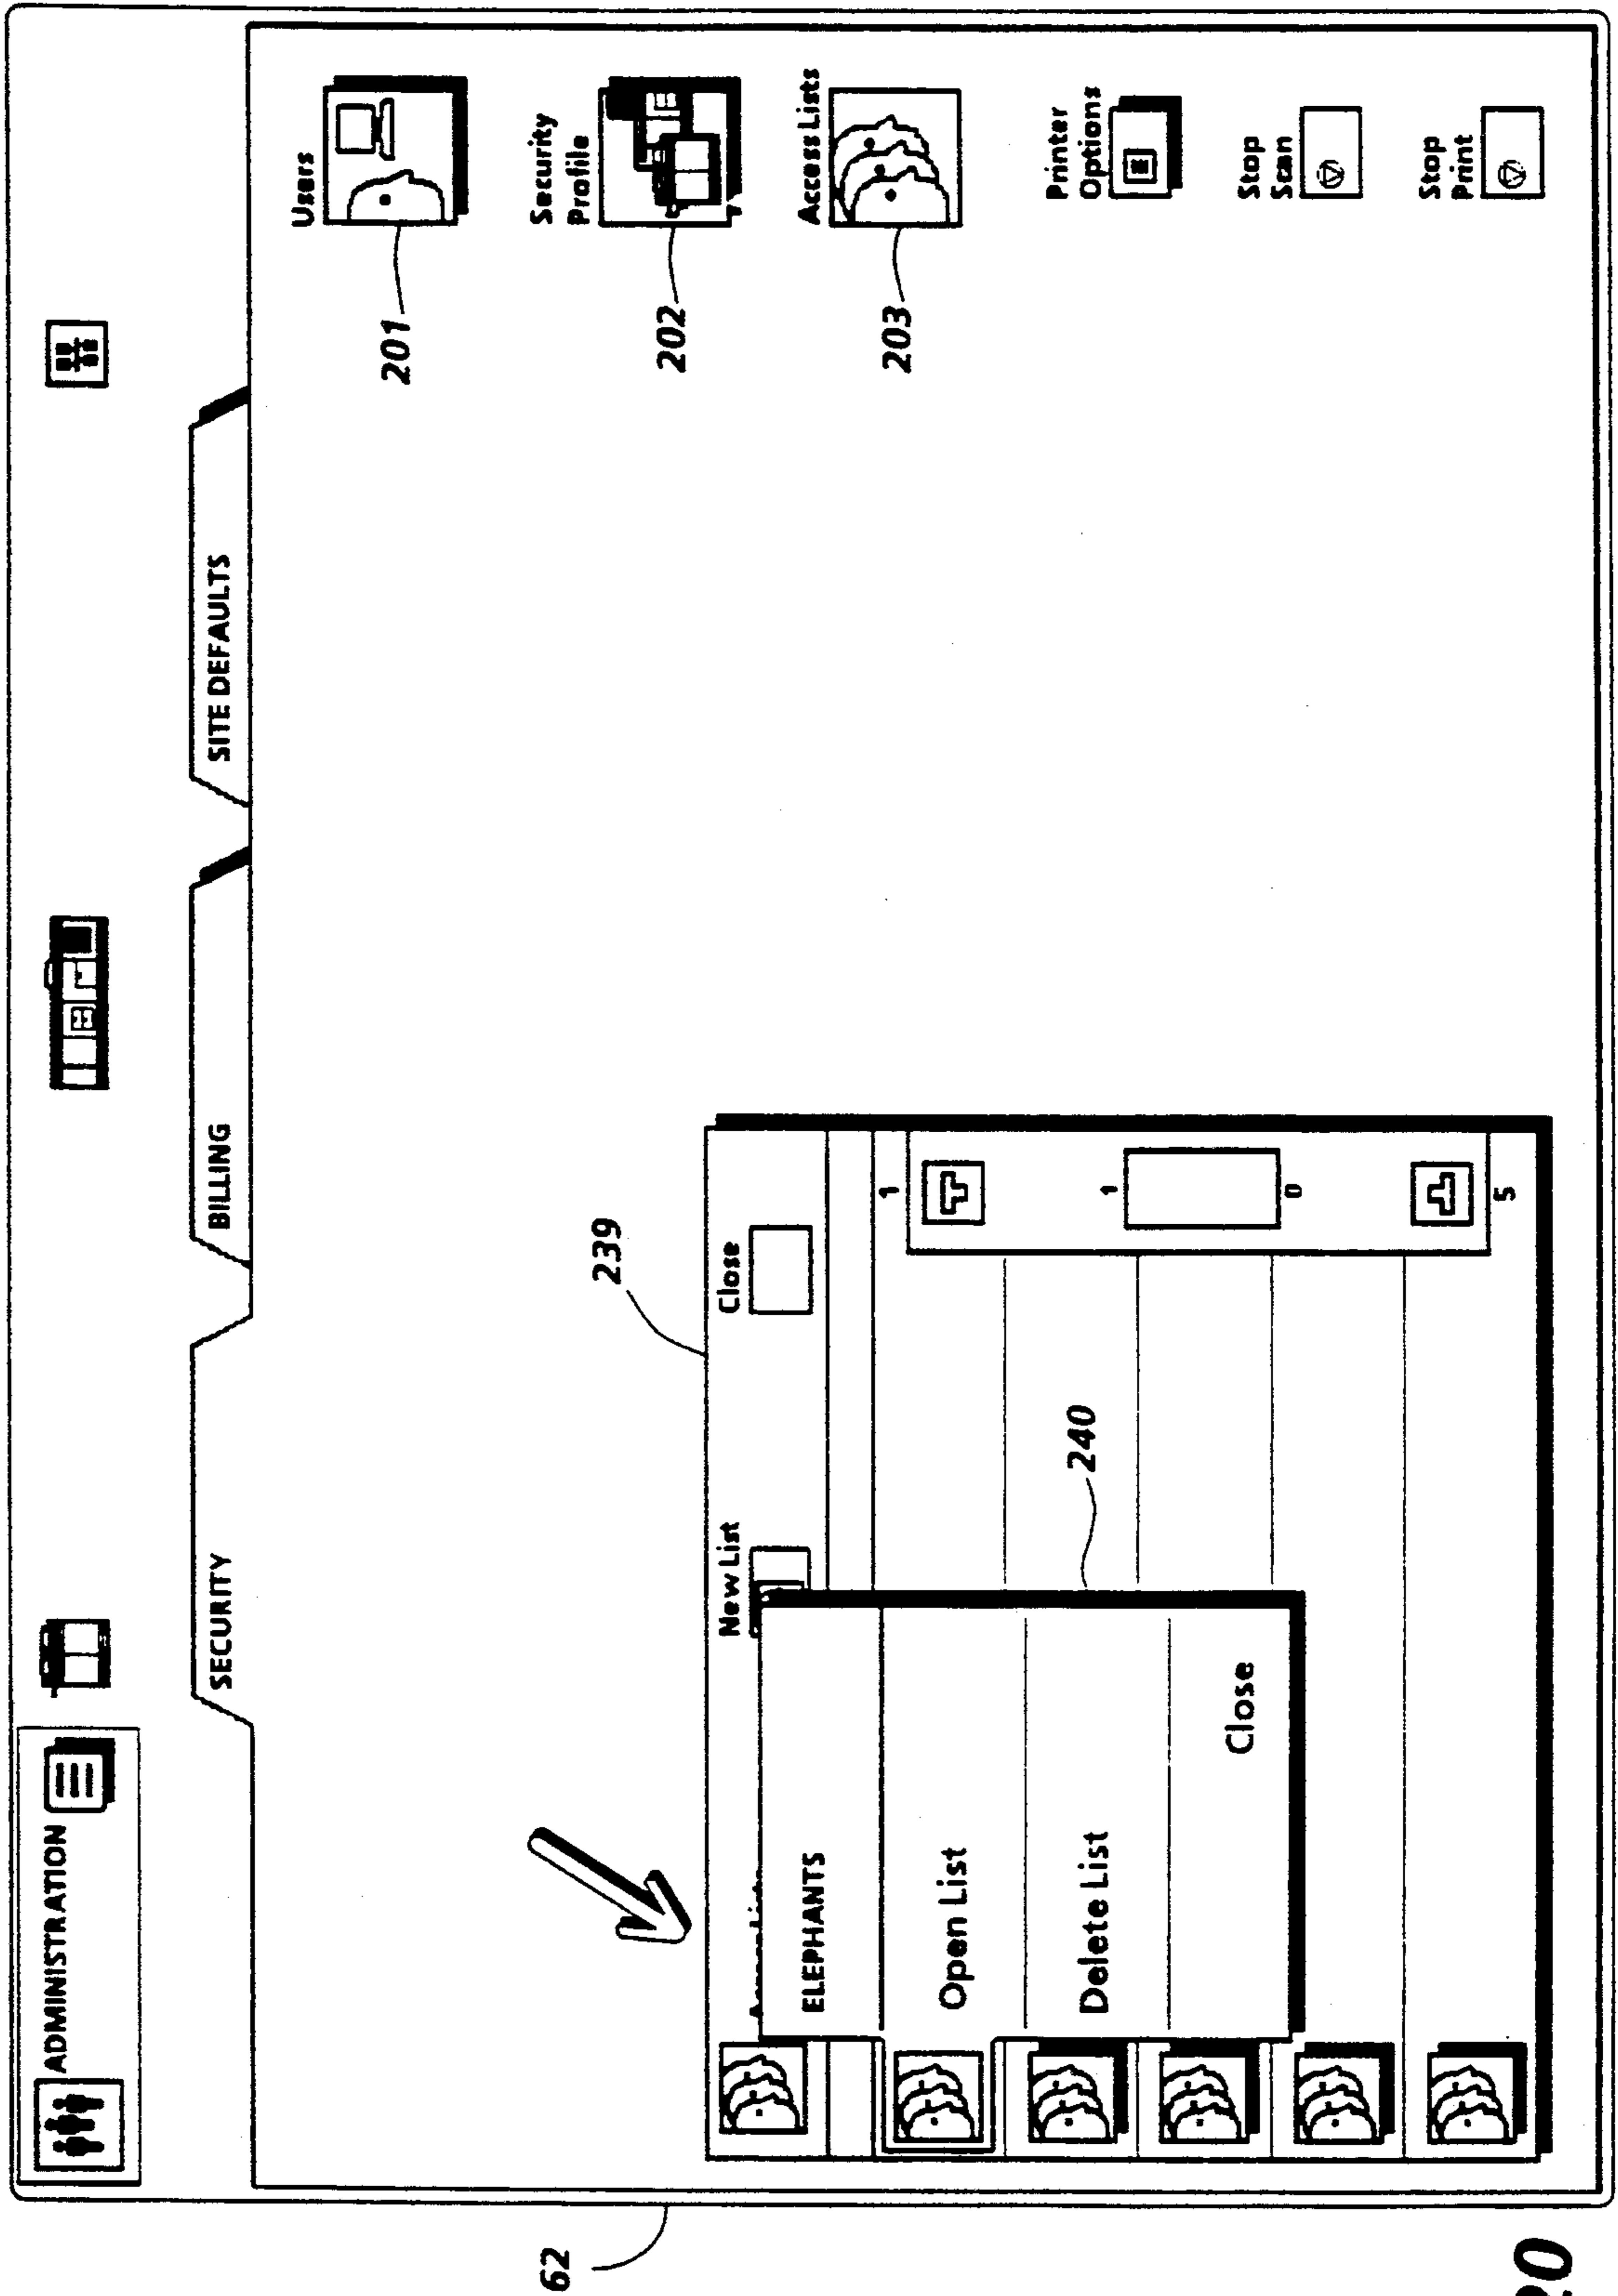 ADMINISTRATION
SECURITY
BILLING
SITE DEFAULTS
Users
201
Security
Profile
202
Access Lists
203
Printer
Options
Stop
Scan
Stop
Print
239
New List
Close
ELEPHANTS
Open List
Delete List
Close
240
1
1
0
5
62